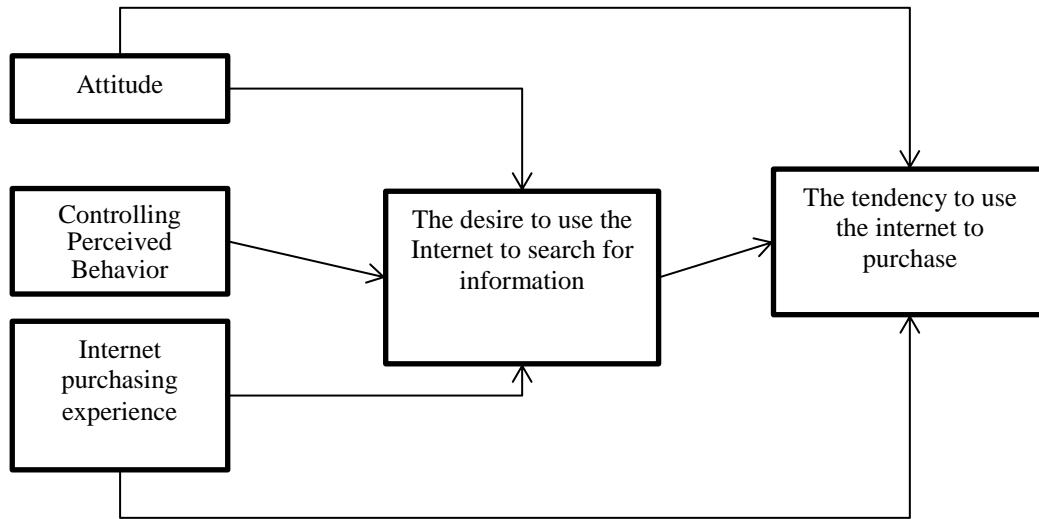 Attitude
Controlling
Perceived
Behavior
Internet
purchasing
experience
The desire to use the
Internet to search for
information
The tendency to use
the internet to
purchase